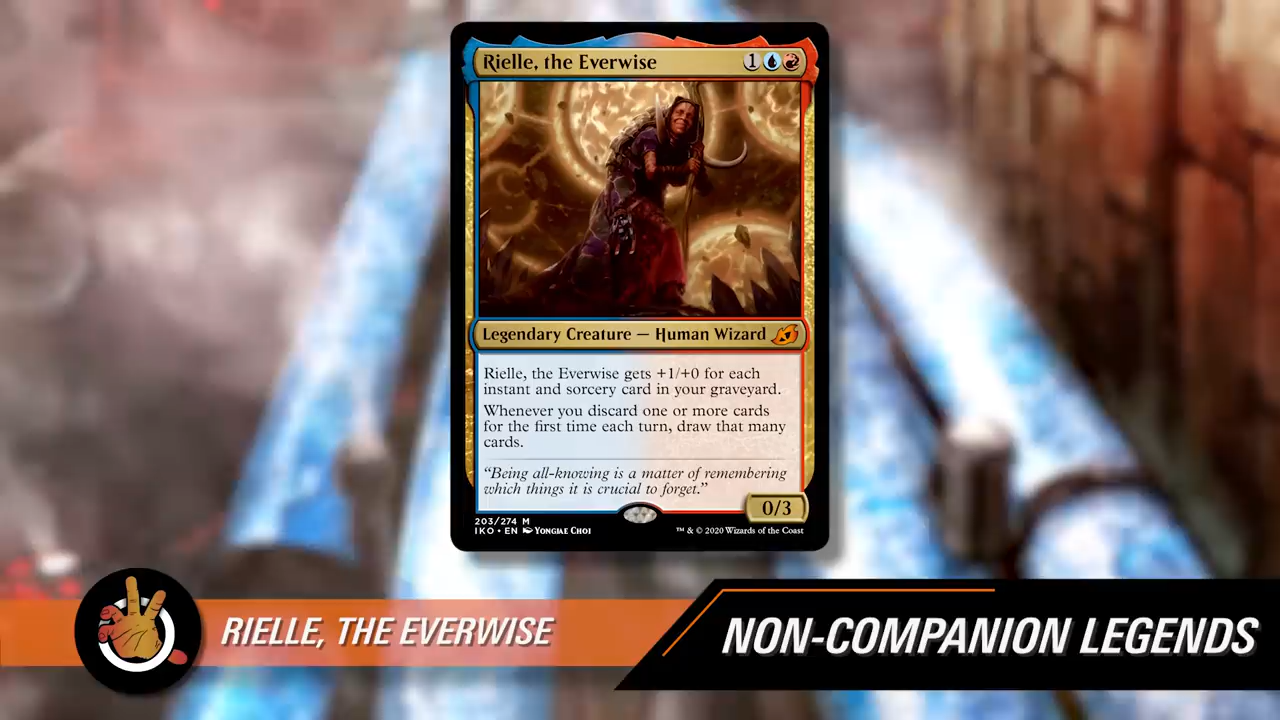 Rielle, the Everwise
1
Legendary Creature — Human Wizard
Rielle, the Everwise gets +1/+0 for each
instant and sorcery card in your graveyard.
Whenever you discard one or more cards
for the first time each turn, draw that many
cards.
“Being all-knowing is a matter of remembering
which things it is crucial to forget.”
0/3
203/274 M
IKO • EN YONGJAE CHOI
™ & © 2020 Wizards of the Coast
RIELLE, THE EVERWISE
NON-COMPANION LEGENDS